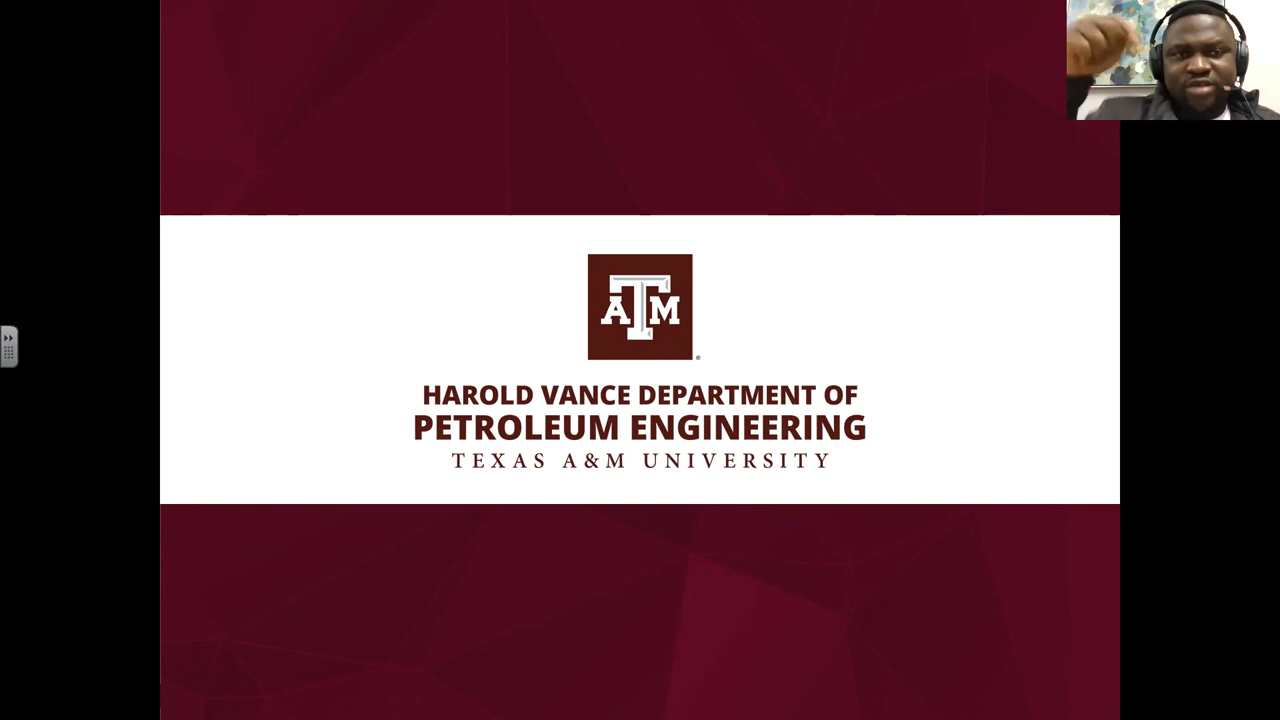 ATM
®
HAROLD VANCE DEPARTMENT OF
PETROLEUM ENGINEERING
TEXAS A&M UNIVERSITY